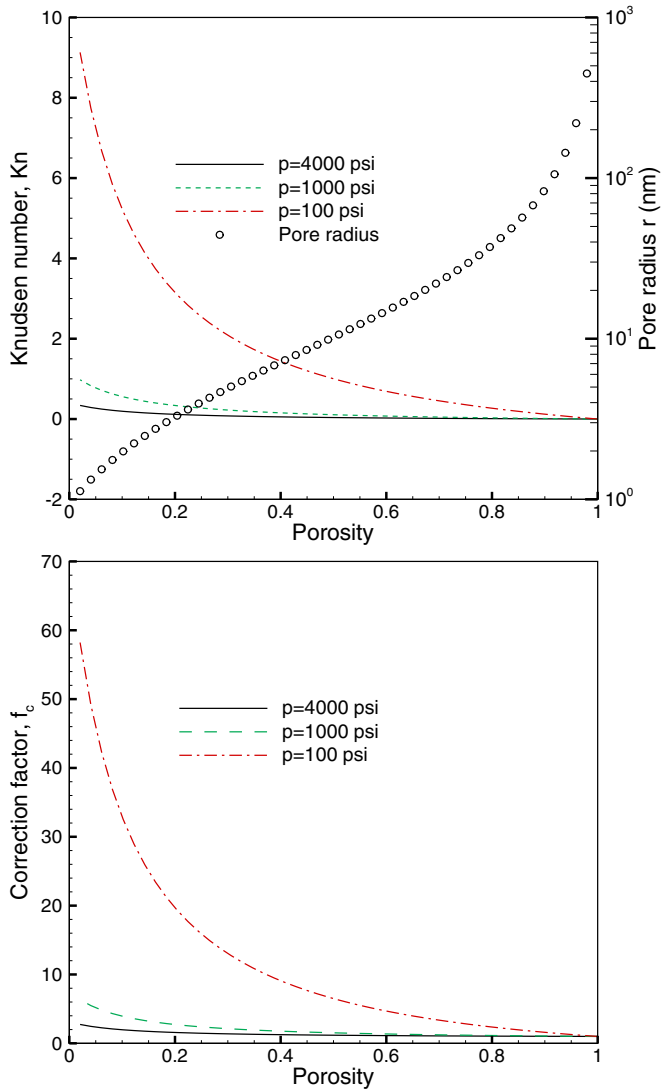 10
8
6
4
2
0
-2
Knudsen number, Kn
p=4000 psi
p=1000 psi
p=100 psi
Pore radius
10³
10²
10¹
10⁰
Pore radius r (nm)
0 0.2 0.4 0.6 0.8 1
Porosity
70
60
50
40
30
20
10
0
Correction factor, f_c
p=4000 psi
p=1000 psi
p=100 psi
0 0.2 0.4 0.6 0.8 1
Porosity